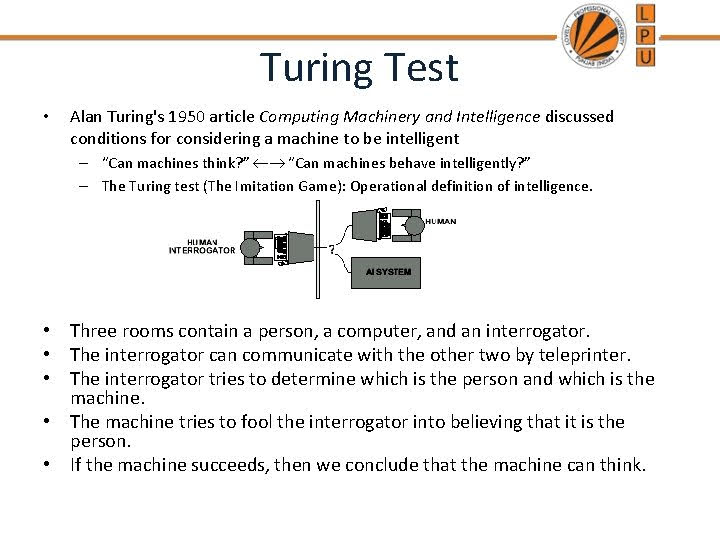 L
P
U
LOVELY PROFESSIONAL UNIVERSITY
PUNJAB (INDIA)
Turing Test
• Alan Turing's 1950 article Computing Machinery and Intelligence discussed
conditions for considering a machine to be intelligent
– “Can machines think? ” ←→ “Can machines behave intelligently? ”
– The Turing test (The Imitation Game): Operational definition of intelligence.
HUMAN
HUMAN
INTERROGATOR
?
AI SYSTEM
• Three rooms contain a person, a computer, and an interrogator.
• The interrogator can communicate with the other two by teleprinter.
• The interrogator tries to determine which is the person and which is the
machine.
• The machine tries to fool the interrogator into believing that it is the
person.
• If the machine succeeds, then we conclude that the machine can think.